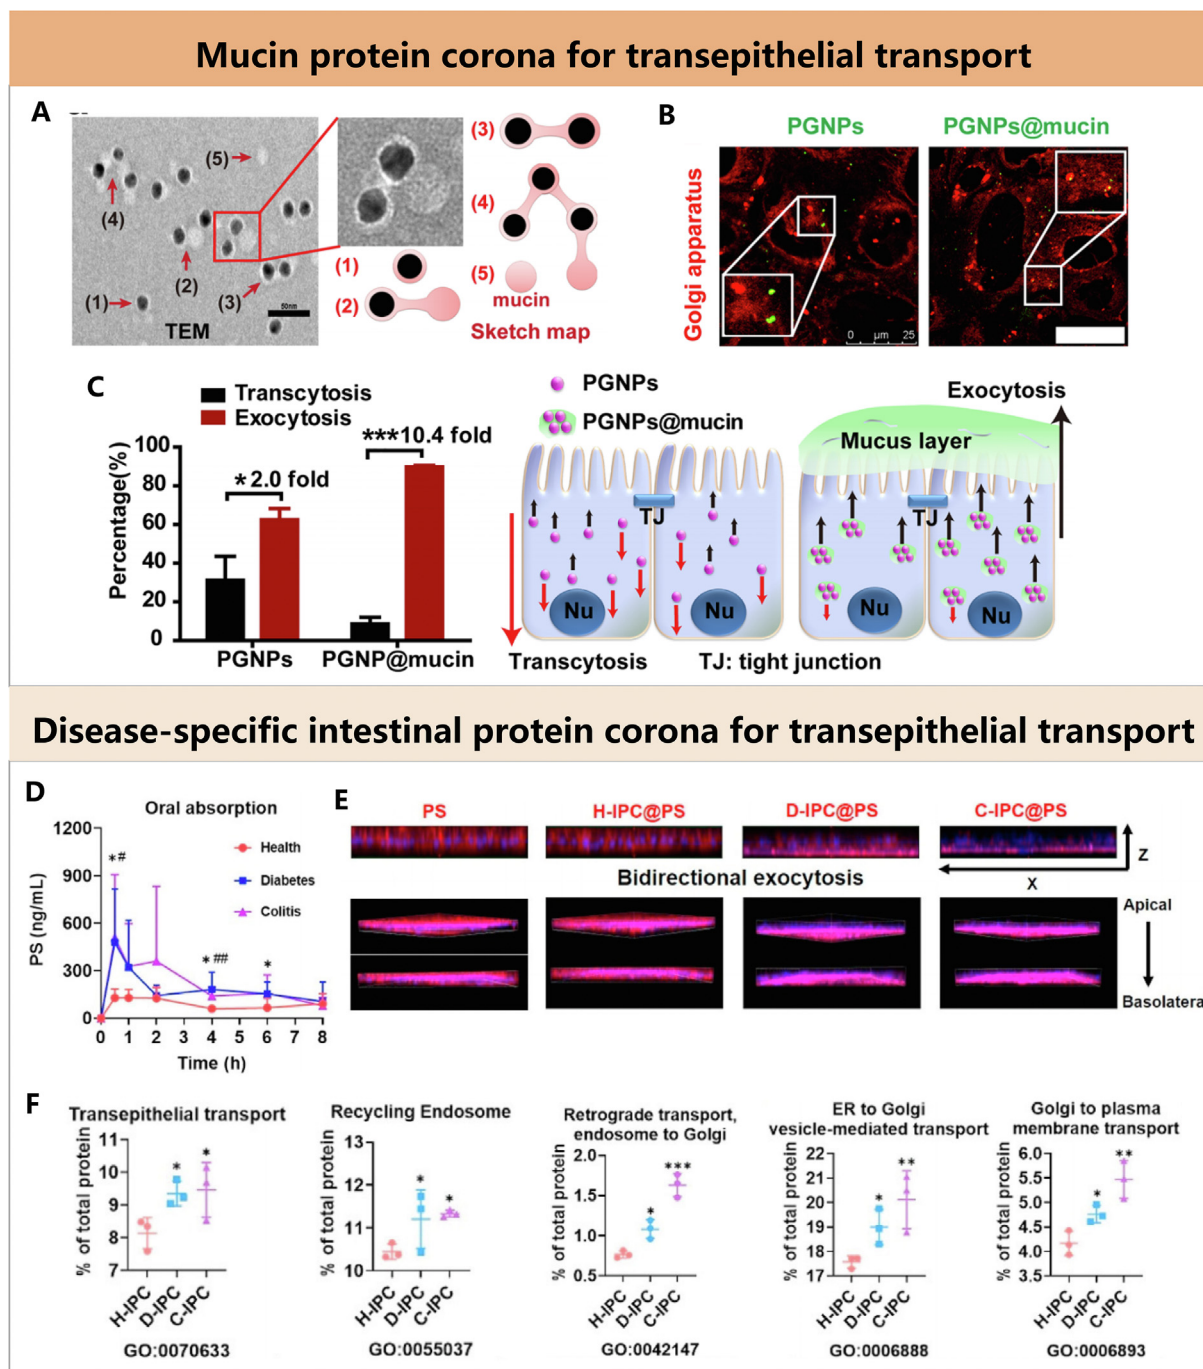 Mucin protein corona for transepithelial transport
A
(5)
(4)
(2)
(3)
(1)
50nm
TEM
(1)
(2)
(3)
(4)
(5)
mucin
Sketch map
B
PGNPs
PGNPs@mucin
Golgi apparatus
0 µm 25
C
Transcytosis
Exocytosis
Percentage(%)
100
80
60
40
20
0
*2.0 fold
***10.4 fold
PGNPs
PGNP@mucin
PGNPs
PGNPs@mucin
Exocytosis
Mucus layer
TJ
TJ
Nu
Nu
Nu
Nu
Transcytosis
TJ: tight junction
Disease-specific intestinal protein corona for transepithelial transport
D
Oral absorption
PS (ng/mL)
1200
900
600
300
0
*#
* ##
*
Health
Diabetes
Colitis
0 1 2 3 4 5 6 7 8
Time (h)
E
PS
H-IPC@PS
D-IPC@PS
C-IPC@PS
Z
X
Bidirectional exocytosis
Apical
Basolatera
F
Transepithelial transport
% of total protein
11
10
9
8
7
*
*
H-IPC
D-IPC
C-IPC
GO:0070633
Recycling Endosome
% of total protein
13
12
11
10
*
*
H-IPC
D-IPC
C-IPC
GO:0055037
Retrograde transport,
endosome to Golgi
% of total protein
2.0
1.5
1.0
0.5
*
***
H-IPC
D-IPC
C-IPC
GO:0042147
ER to Golgi
vesicle-mediated transport
% of total protein
22
21
20
19
18
17
*
**
H-IPC
D-IPC
C-IPC
GO:0006888
Golgi to plasma
membrane transport
% of total protein
6.0
5.5
5.0
4.5
4.0
3.5
*
**
H-IPC
D-IPC
C-IPC
GO:0006893